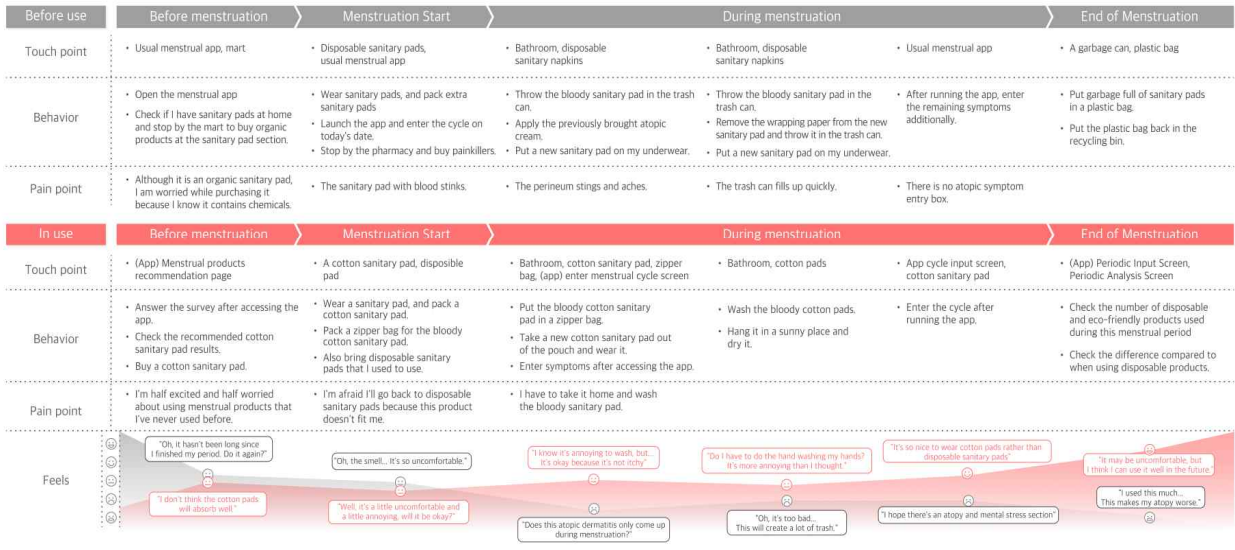 Before use
Before menstruation
Menstruation Start
During menstruation
End of Menstruation
Touch point
• Usual menstrual app, mart
• Disposable sanitary pads,
usual menstrual app
• Bathroom, disposable
sanitary napkins
• Bathroom, disposable
sanitary napkins
• Usual menstrual app
• A garbage can, plastic bag
Behavior
• Open the menstrual app
• Check if I have sanitary pads at home
and stop by the mart to buy organic
products at the sanitary pad section.
• Wear sanitary pads, and pack extra
sanitary pads
• Launch the app and enter the cycle on
today's date.
• Stop by the pharmacy and buy painkillers.
• Throw the bloody sanitary pad in the trash
can.
• Apply the previously brought atopic
cream.
• Put a new sanitary pad on my underwear.
• Throw the bloody sanitary pad in the
trash can.
• Remove the wrapping paper from the new
sanitary pad and throw it in the trash can.
• Put a new sanitary pad on my underwear.
• After running the app, enter
the remaining symptoms
additionally.
• Put garbage full of sanitary pads
in a plastic bag.
• Put the plastic bag back in the
recycling bin.
Pain point
• Although it is an organic sanitary pad,
I am worried while purchasing it
because I know it contains chemicals.
• The sanitary pad with blood stinks.
• The perineum stings and aches.
• The trash can fills up quickly.
• There is no atopic symptom
entry box.
In use
Before menstruation
Menstruation Start
During menstruation
End of Menstruation
Touch point
• (App) Menstrual products
recommendation page
• A cotton sanitary pad, disposible
pad
• Bathroom, cotton sanitary pad, zipper
bag, (app) enter menstrual cycle screen
• Bathroom, cotton pads
• App cycle input screen,
cotton sanitary pad
• (App) Periodic Input Screen,
Periodic Analysis Screen
Behavior
• Answer the survey after accessing the
app.
• Check the recommended cotton
sanitary pad results.
• Buy a cotton sanitary pad.
• Wear a sanitary pad, and pack a
cotton sanitary pad.
• Pack a zipper bag for the bloody
cotton sanitary pad.
• Also bring disposable sanitary
pads that I used to use.
• Put the bloody cotton sanitary
pad in a zipper bag.
• Take a new cotton sanitary pad out
of the pouch and wear it.
• Enter symptoms after accessing the app.
• Wash the bloody cotton pads.
• Hang it in a sunny place and
dry it.
• Enter the cycle after
running the app.
• Check the number of disposable
and eco-friendly products used
during this menstrual period
• Check the difference compared to
when using disposable products.
Pain point
• I'm half excited and half worried
about using menstrual products that
I've never used before.
• I'm afraid I'll go back to disposable
sanitary pads because this product
doesn't fit me.
• I have to take it home and wash
the bloody sanitary pad.
Feels
"Oh, it hasn't been long since
I finished my period. Do it again?"
"I don't think the cotton pads
will absorb well."
"Oh, the smell... It's so uncomfortable."
"Well, it's a little uncomfortable and
a little annoying, will it be okay?"
"I know it's annoying to wash, but...
It's okay because it's not itchy"
"Does this atopic dermatitis only come up
during menstruation?"
"Do I have to do the hand washing my hands?
It's more annoying than I thought."
"Oh, it's too bad...
This will create a lot of trash."
"It's so nice to wear cotton pads rather than
disposable sanitary pads"
"I hope there's an atopy and mental stress section"
"It may be uncomfortable, but
I think I can use it well in the future."
"I used this much...
This makes my atopy worse."